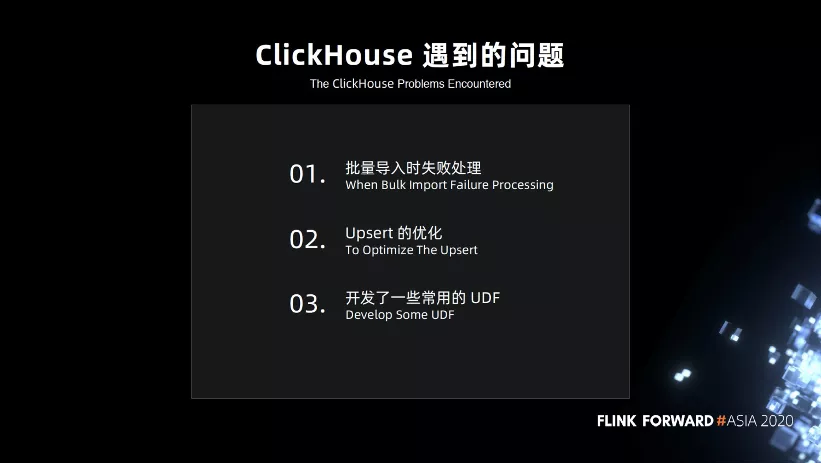 ClickHouse 遇到的问题
The ClickHouse Problems Encountered
01. 批量导入时失败处理
When Bulk Import Failure Processing
02. Upsert 的优化
To Optimize The Upsert
03. 开发了一些常用的 UDF
Develop Some UDF
FLINK FORWARD #ASIA 2020